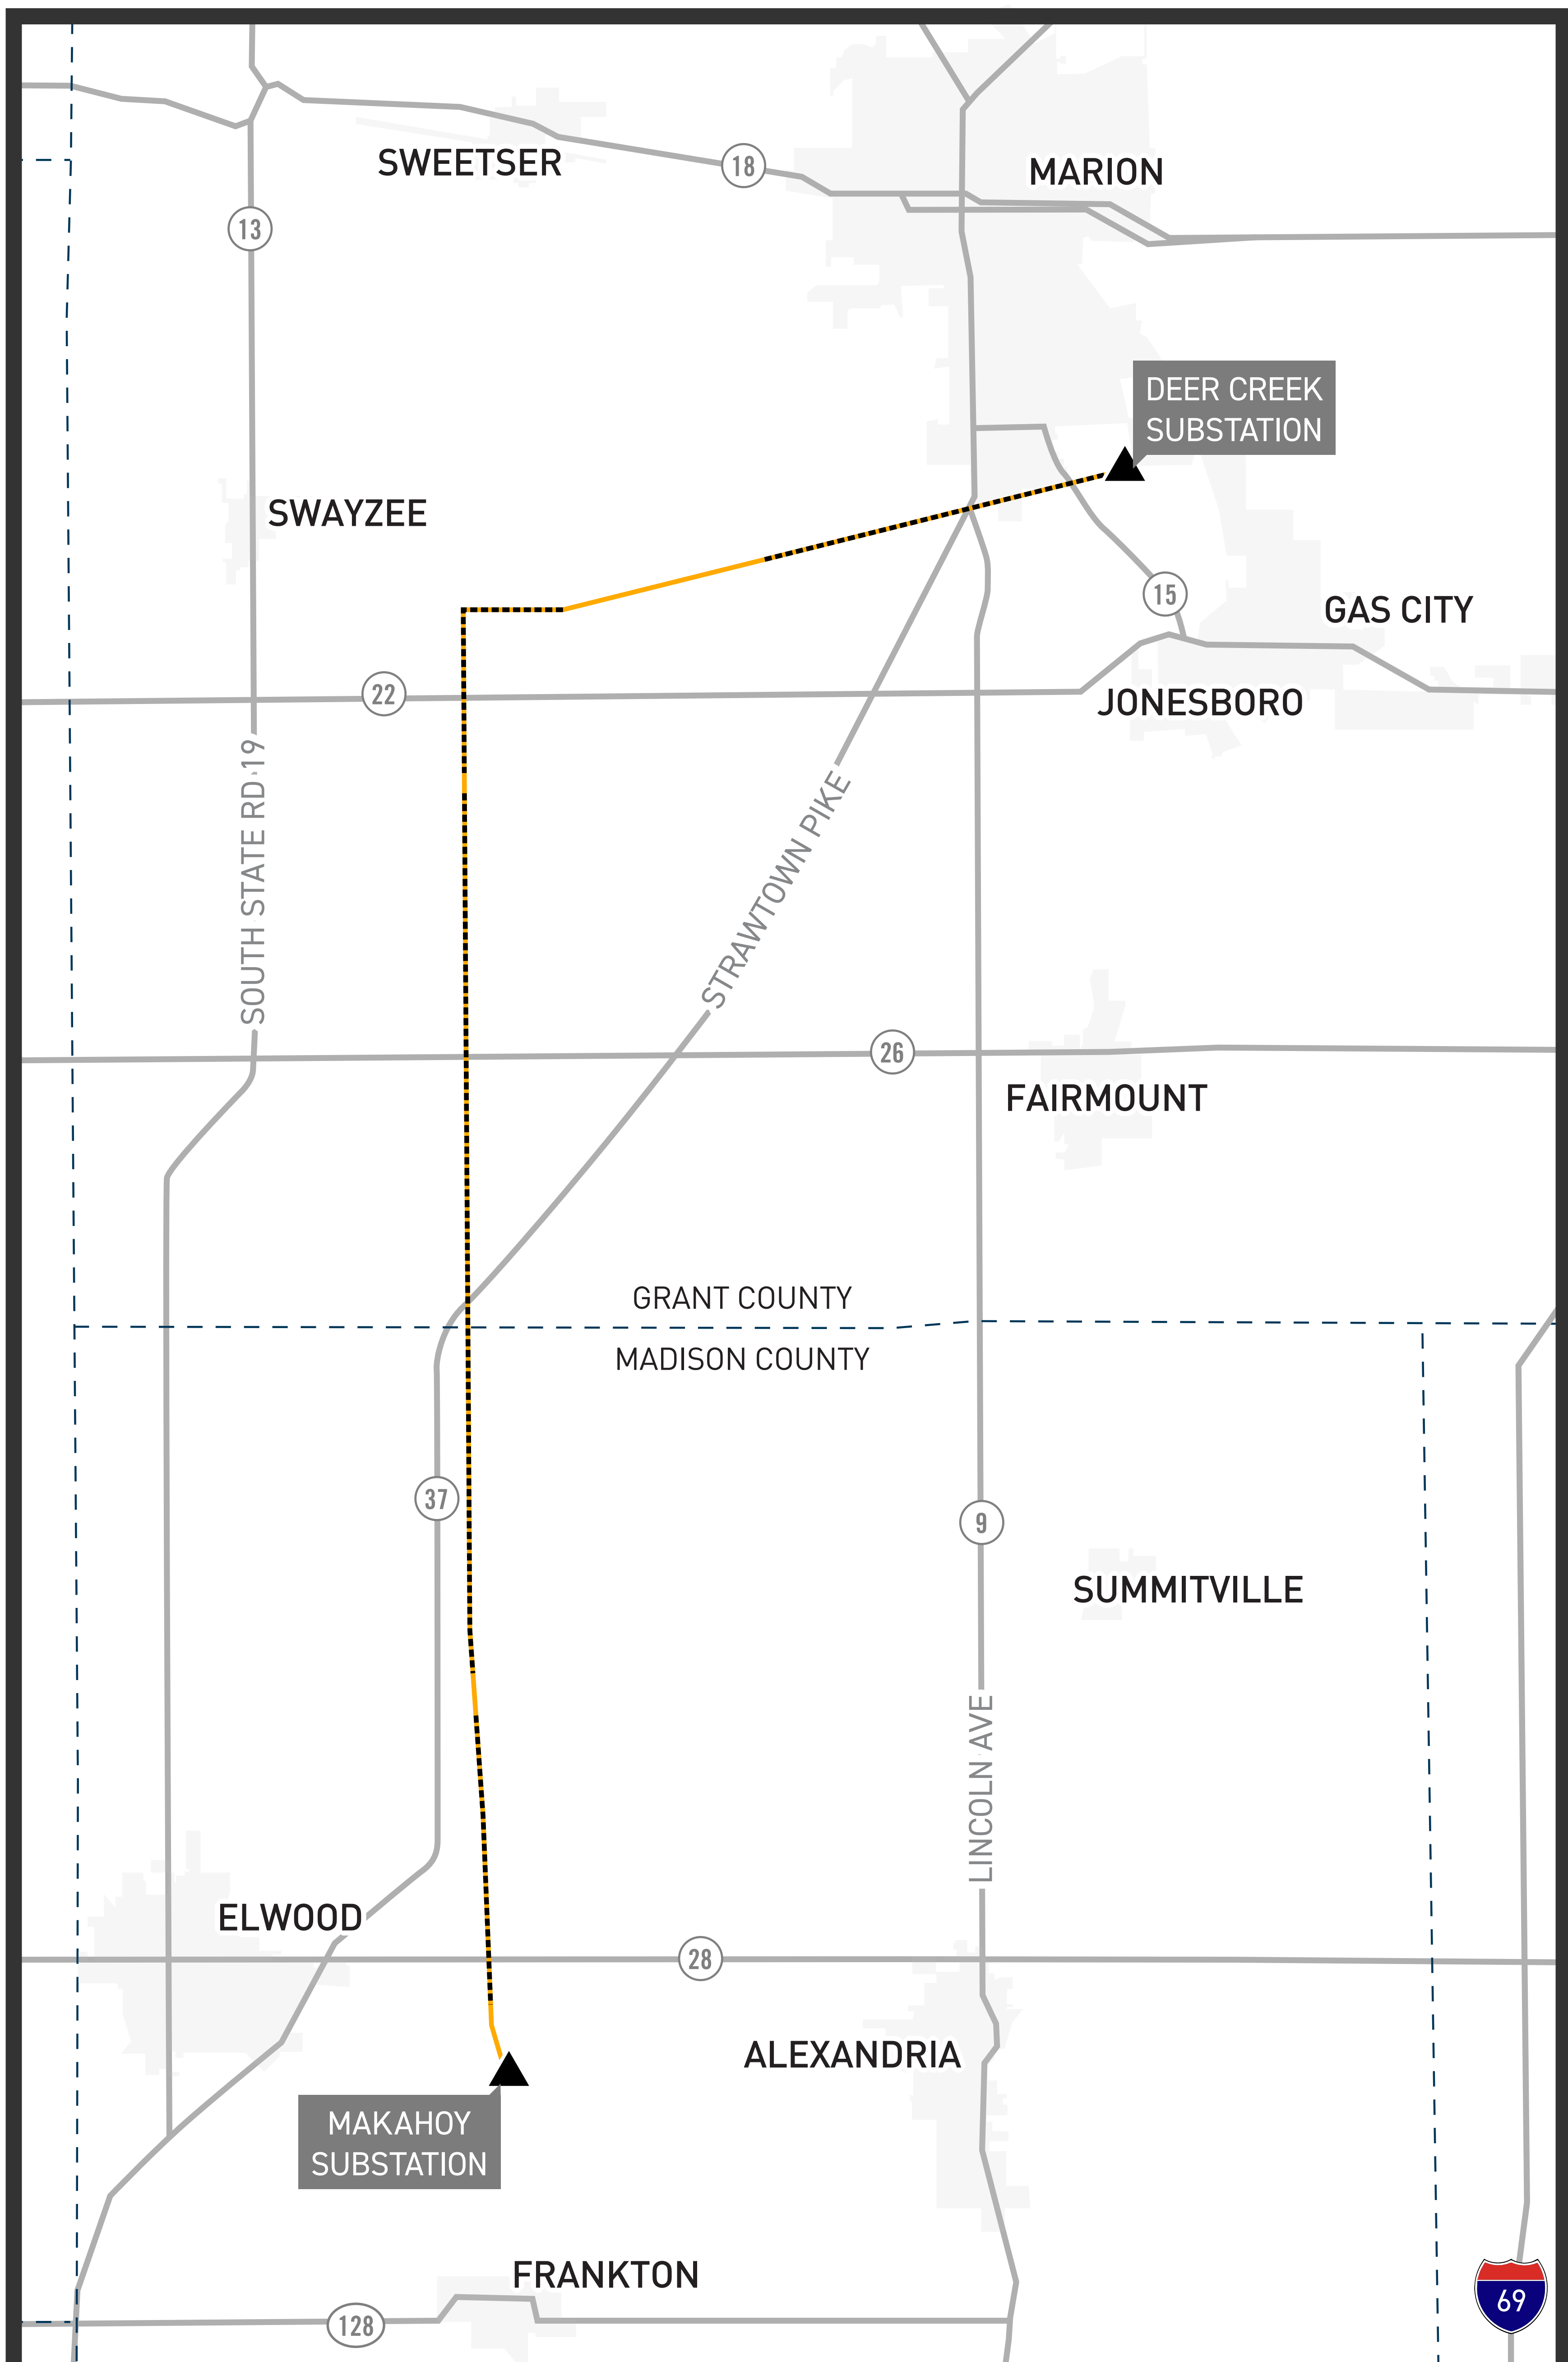 SWEETSER
18
MARION
13
DEER CREEK
SUBSTATION
SWAYZEE
15
GAS CITY
22
JONESBORO
SOUTH STATE RD 19
STRAWTOWN PIKE
26
FAIRMOUNT
GRANT COUNTY
MADISON COUNTY
37
9
SUMMITVILLE
LINCOLN AVE
ELWOOD
28
ALEXANDRIA
MAKAHOY
SUBSTATION
FRANKTON
69
128